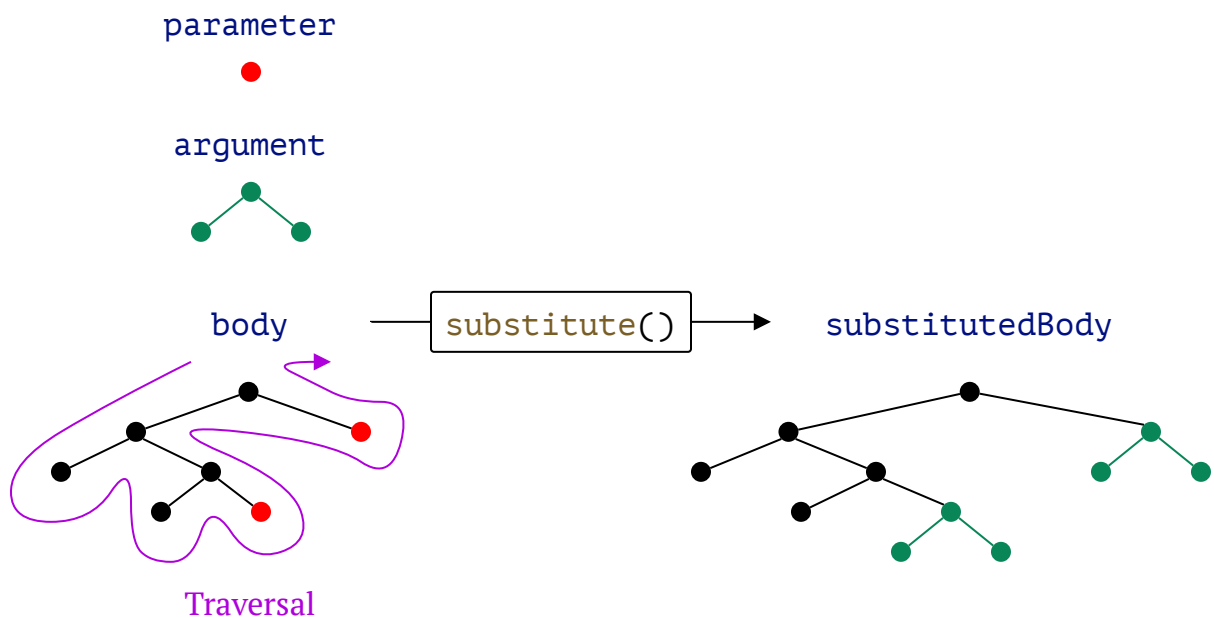 parameter
argument
body
substitute()
substitutedBody
Traversal